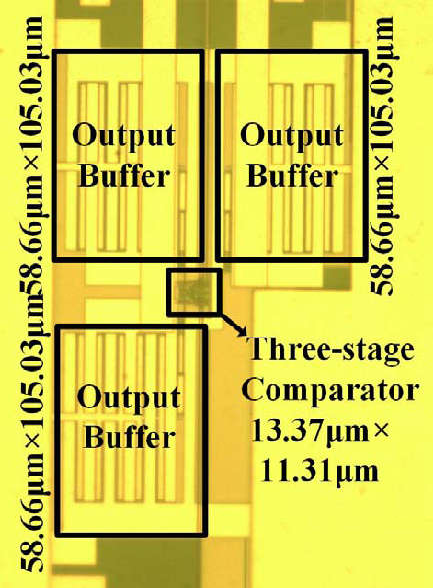 58.66μm×105.03μm
Output
Buffer
Output
Buffer
58.66μm×105.03μm
58.66μm×105.03μm
Output
Buffer
Three-stage
Comparator
13.37μm×
11.31μm